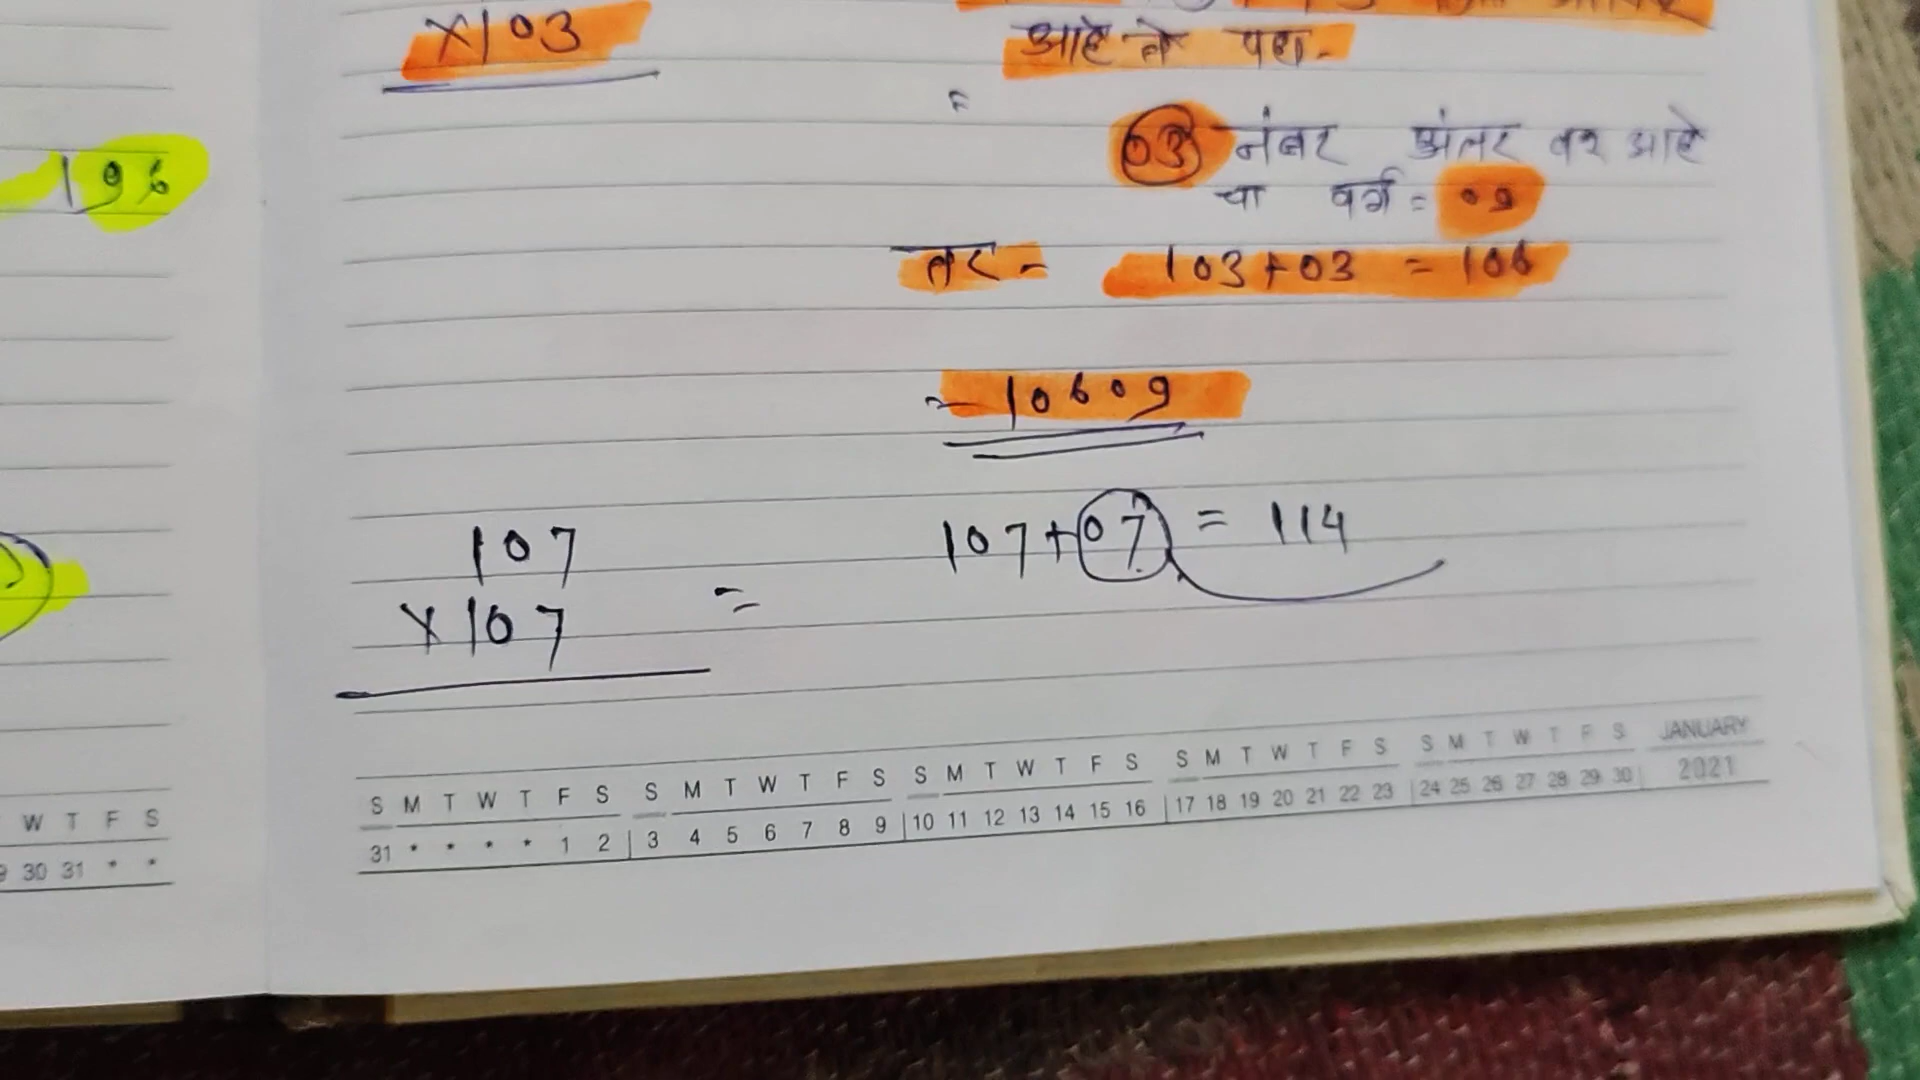 196
W T F S
30 31 * *
X103
आहे ते पहा-
=
03 नंबर अंतर वर आहे
चा वर्ग = 09
तर - 103+03 = 106
= 10609
107
X107
=
107+07 = 114
S M T W T F S S M T W T F S S M T W T F S S M T W T F S S M T W T F S JANUARY
31 * * * * 1 2 3 4 5 6 7 8 9 10 11 12 13 14 15 16 17 18 19 20 21 22 23 24 25 26 27 28 29 30 2021